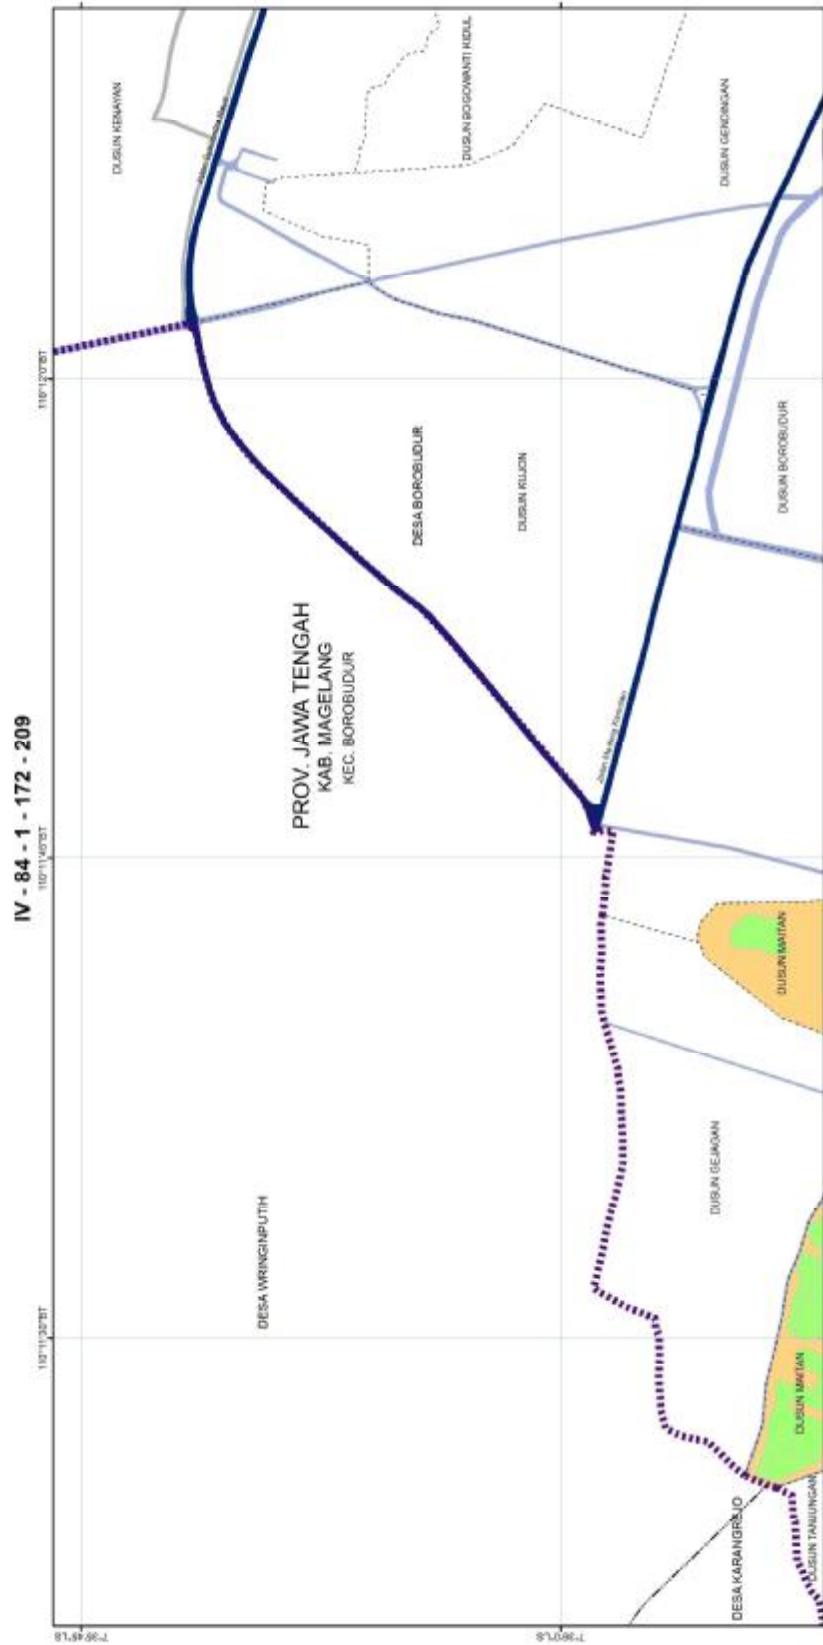 IV - 84 - 1 - 172 - 209
110°11'30"BT
110°11'45"BT
110°12'0"BT
7°35'45"LS
7°36'0"LS
DUSUN KENAYAN
DUSUN BOGOWANTI KIDUL
DUSUN GENDINGAN
PROV. JAWA TENGAH
KAB. MAGELANG
KEC. BOROBUDUR
DESA BOROBUDUR
DUSUN KUJON
DUSUN BOROBUDUR
DESA WRINGINPUTIH
DUSUN MAITAN
DUSUN GEJAGAN
DUSUN MAITAN
DESA KARANGREJO
DUSUN TANJUNGAN